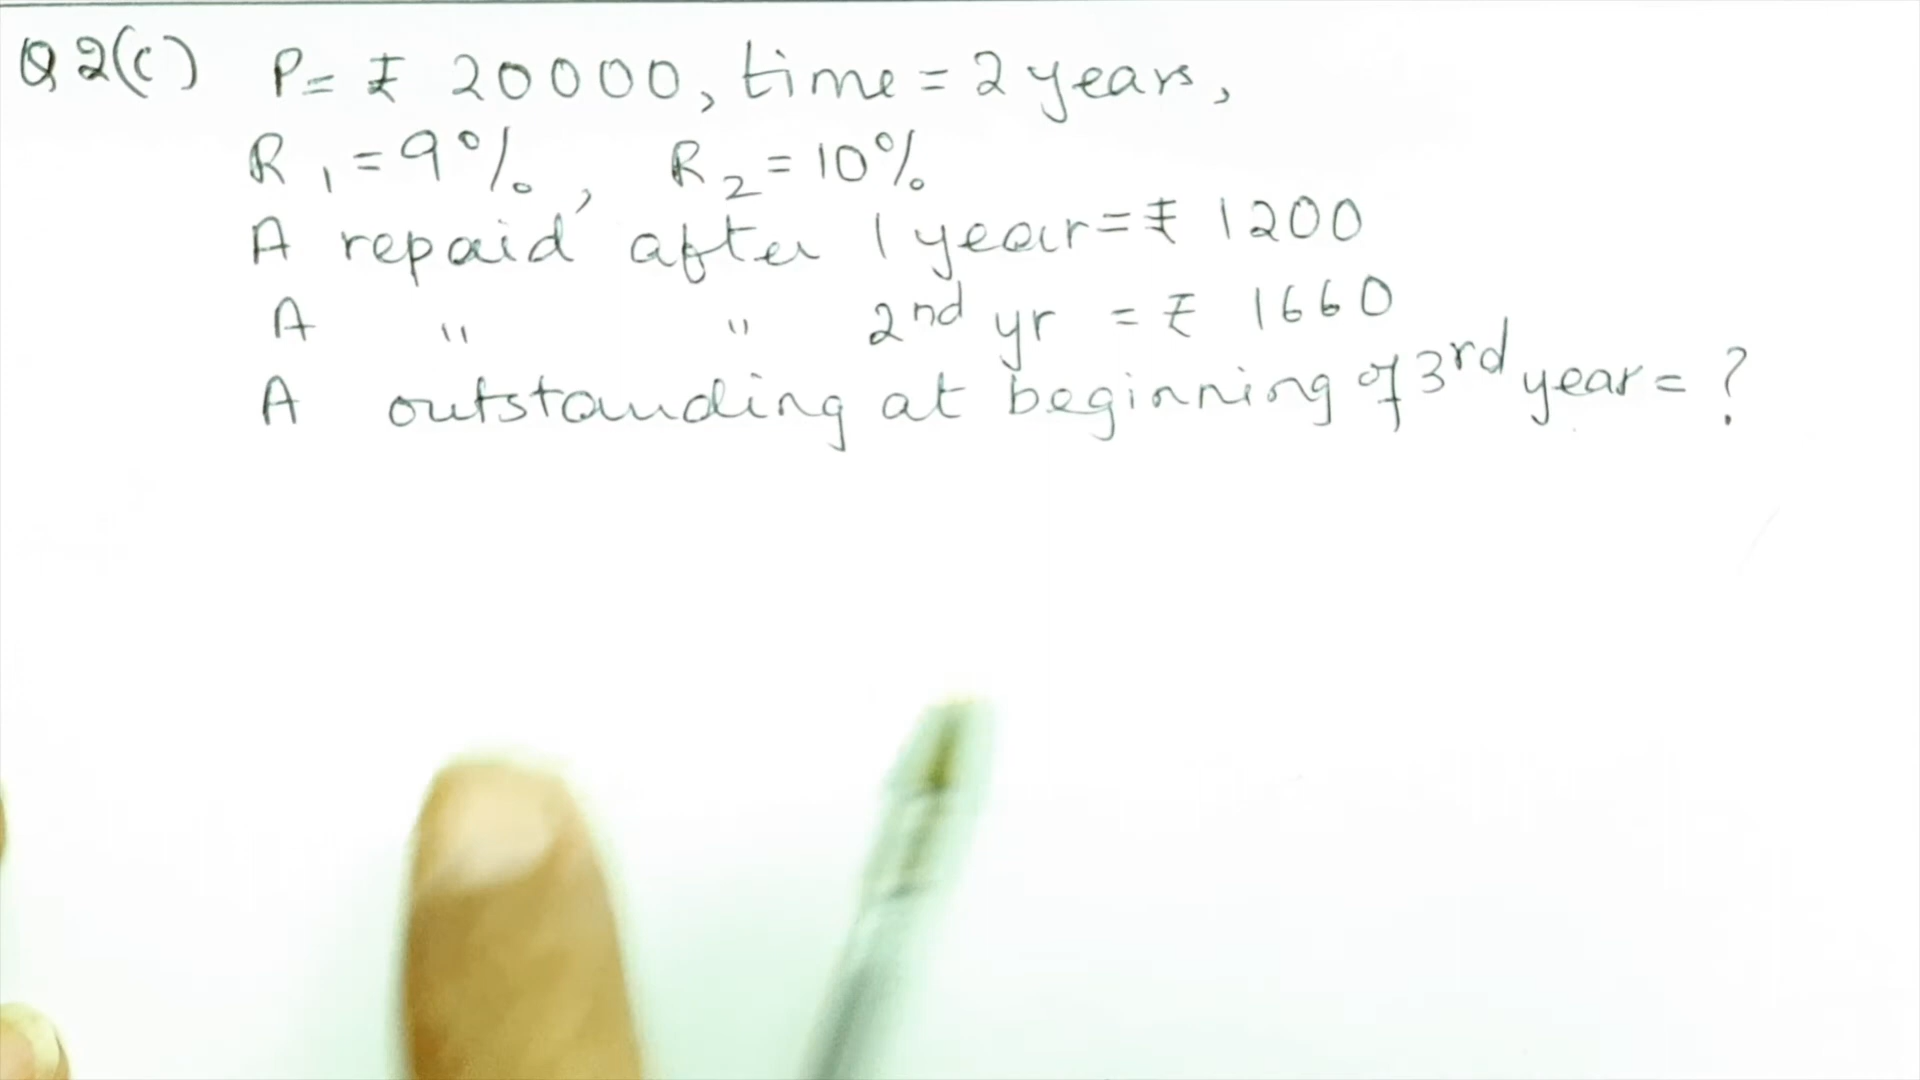 Q 2(c) P= ₹ 20000, time = 2 years,
R₁ = 9%, R₂ = 10%
A repaid after 1 year = ₹ 1200
A " " 2nd yr = ₹ 1660
A outstanding at beginning of 3rd year = ?